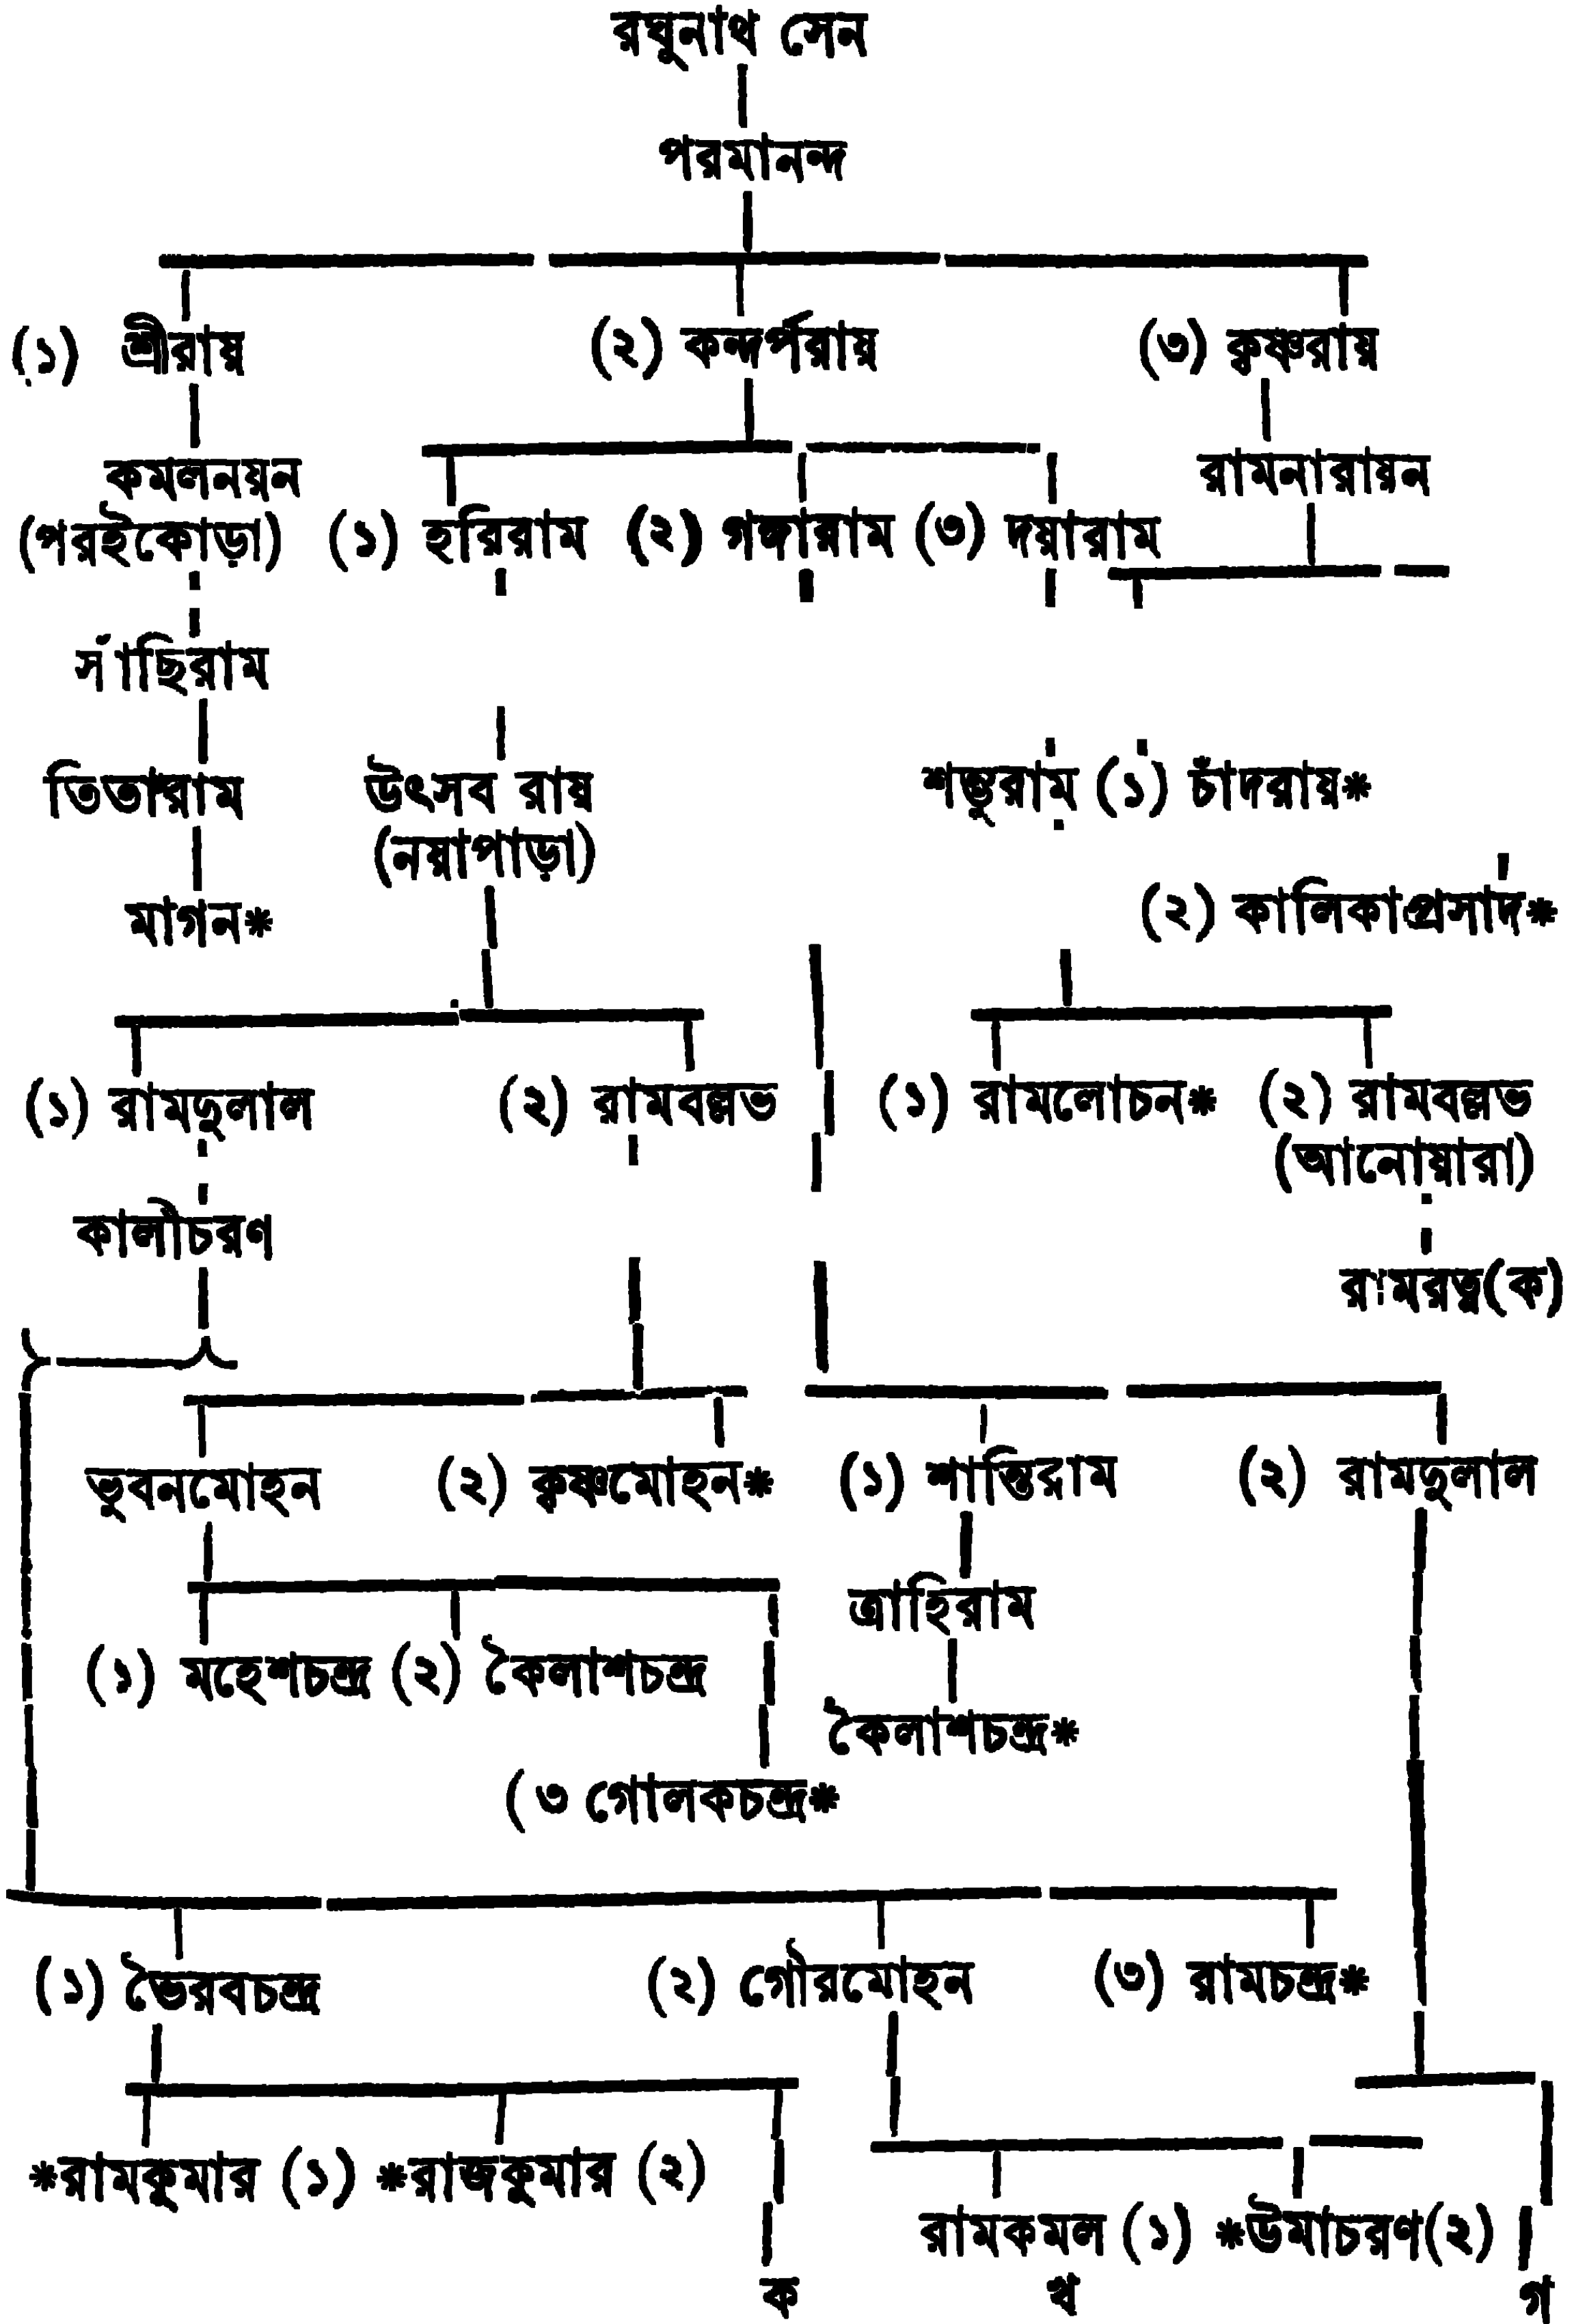 রঘুনাথ সেন
পরমানন্দ
(১) শ্রীরায় (২) কন্দর্পরায় (৩) কৃষ্ণরায়
কমলনয়ন রামনারায়ন
(পরইকোড়া) (১) হরিরাম (২) গঙ্গারাম (৩) দয়ারাম
সাঁছিরাম
তিতারাম উৎসব রায় শম্ভুরাম (১) চাঁদরায়*
(নয়াপাড়া)
মাগন* (২) কালিকাপ্রসাদ*
(১) রামদুলাল (২) রামবল্লভ (১) রামলোচন* (২) রামবল্লভ
(আনোয়ারা)
কালীচরণ
রামরত্ন(ক)
ভুবনমোহন (২) কৃষ্ণমোহন* (১) শান্তিরাম (২) রামদুলাল
ত্রাহিরাম
(১) মহেশচন্দ্র (২) কৈলাশচন্দ্র
কৈলাশচন্দ্র*
(৩ গোলকচন্দ্র*
(১) ভৈরবচন্দ্র (২) গৌরমোহন (৩) রামচন্দ্র*
*রামকুমার (১) *রাজকুমার (২)
রামকমল (১) *উমাচরণ(২)
ক খ গ